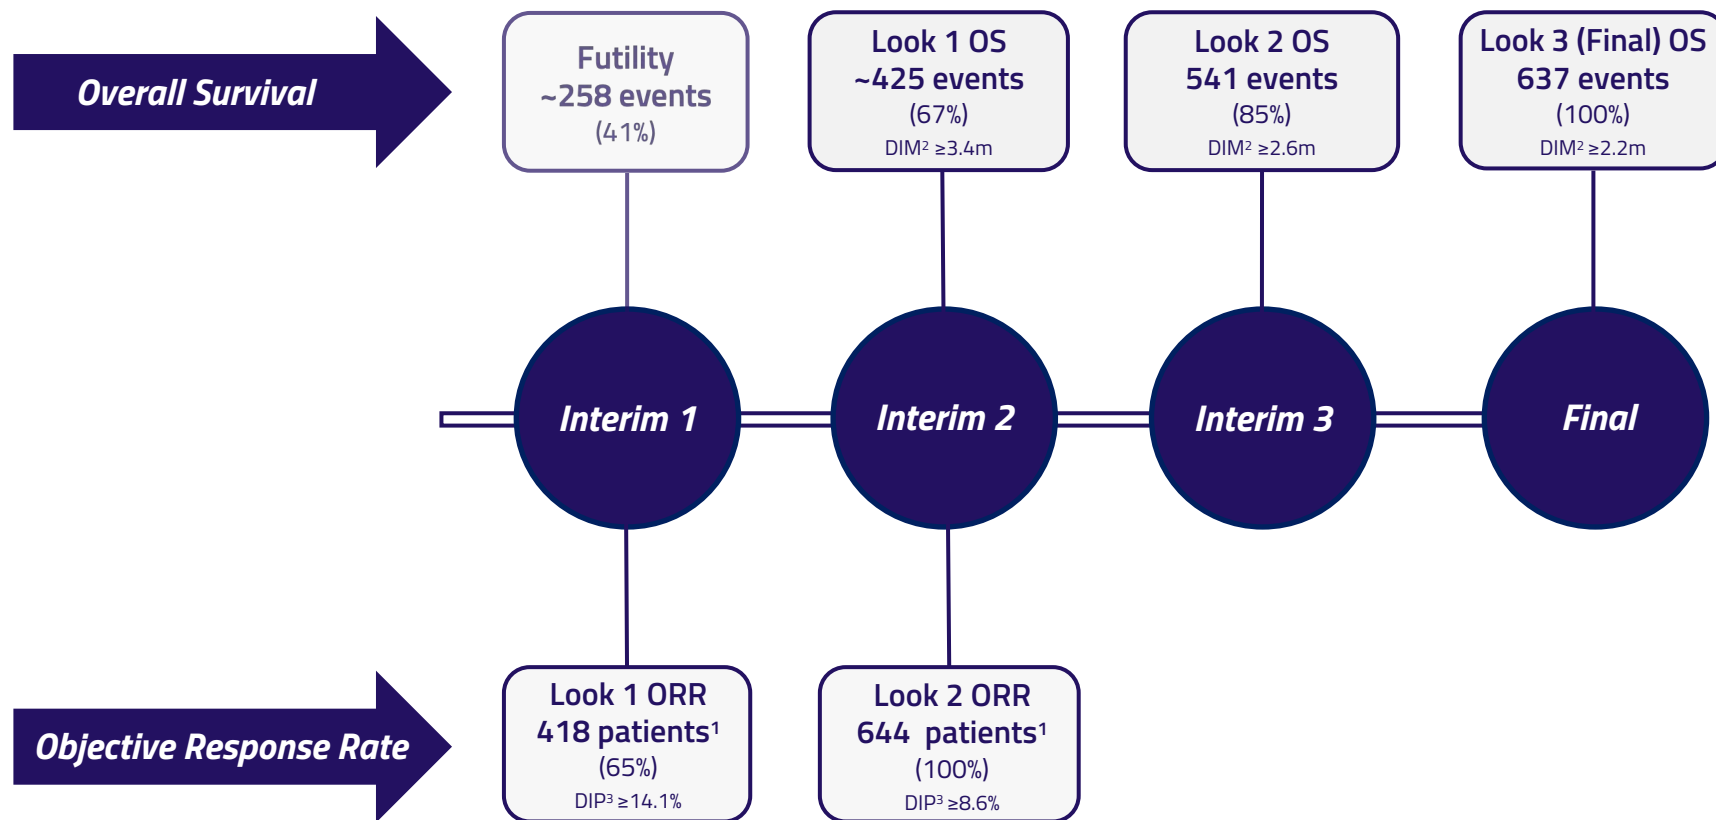 Overall Survival
Futility
~258 events
(41%)
Look 1 OS
~425 events
(67%)
DIM² ≥3.4m
Look 2 OS
541 events
(85%)
DIM² ≥2.6m
Look 3 (Final) OS
637 events
(100%)
DIM² ≥2.2m
Interim 1
Interim 2
Interim 3
Final
Objective Response Rate
Look 1 ORR
418 patients¹
(65%)
DIP³ ≥14.1%
Look 2 ORR
644 patients¹
(100%)
DIP³ ≥8.6%